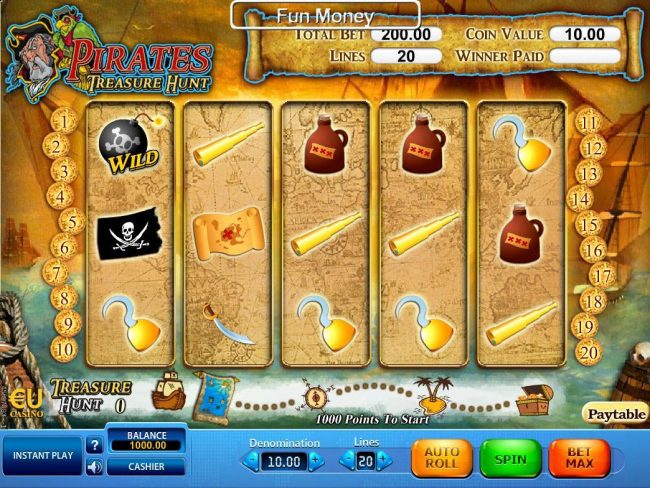 Fun Money
PIRATES
TREASURE HUNT
TOTAL BET 200.00 COIN VALUE 10.00
LINES 20 WINNER PAID
1
2
3
4
5
6
7
8
9
10
WILD
XXX
XXX
XXX
11
12
13
14
15
16
17
18
19
20
€U
CASINO
TREASURE
HUNT 0
1000 Points To Start
Paytable
INSTANT PLAY
?
BALANCE
1000.00
CASHIER
Denomination
- 10.00 +
Lines
- 20 +
AUTO
ROLL
SPIN
BET
MAX